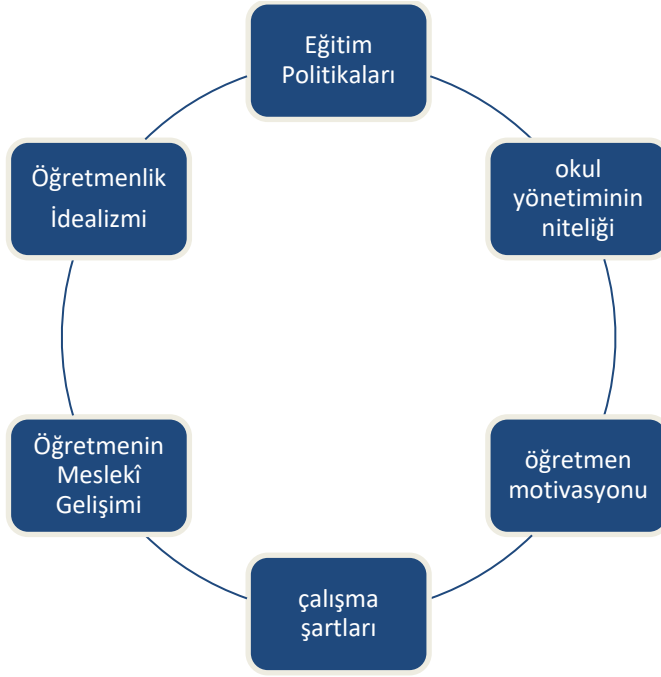 Eğitim
Politikaları
okul
yönetiminin
niteliği
öğretmen
motivasyonu
çalışma
şartları
Öğretmenin
Meslekî
Gelişimi
Öğretmenlik
İdealizmi